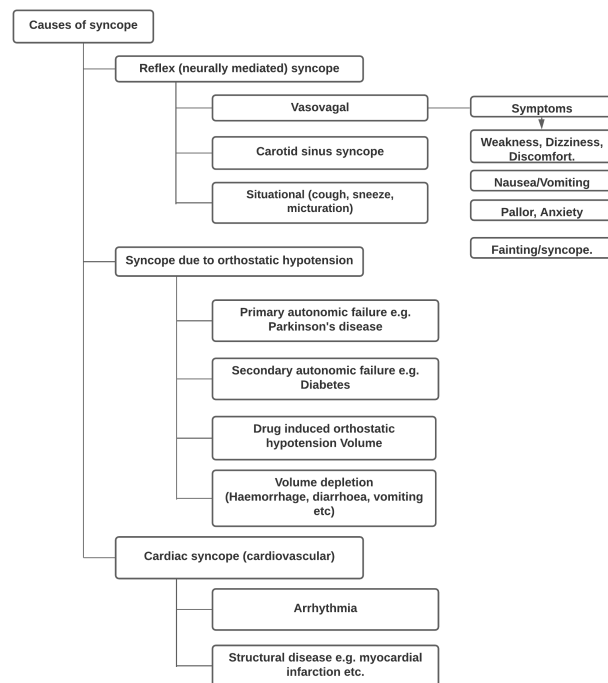 Causes of syncope
Reflex (neurally mediated) syncope
Vasovagal
Symptoms
Weakness, Dizziness,
Discomfort.
Nausea/Vomiting
Pallor, Anxiety
Fainting/syncope.
Carotid sinus syncope
Situational (cough, sneeze,
micturation)
Syncope due to orthostatic hypotension
Primary autonomic failure e.g.
Parkinson's disease
Secondary autonomic failure e.g.
Diabetes
Drug induced orthostatic
hypotension Volume
Volume depletion
(Haemorrhage, diarrhoea, vomiting
etc)
Cardiac syncope (cardiovascular)
Arrhythmia
Structural disease e.g. myocardial
infarction etc.